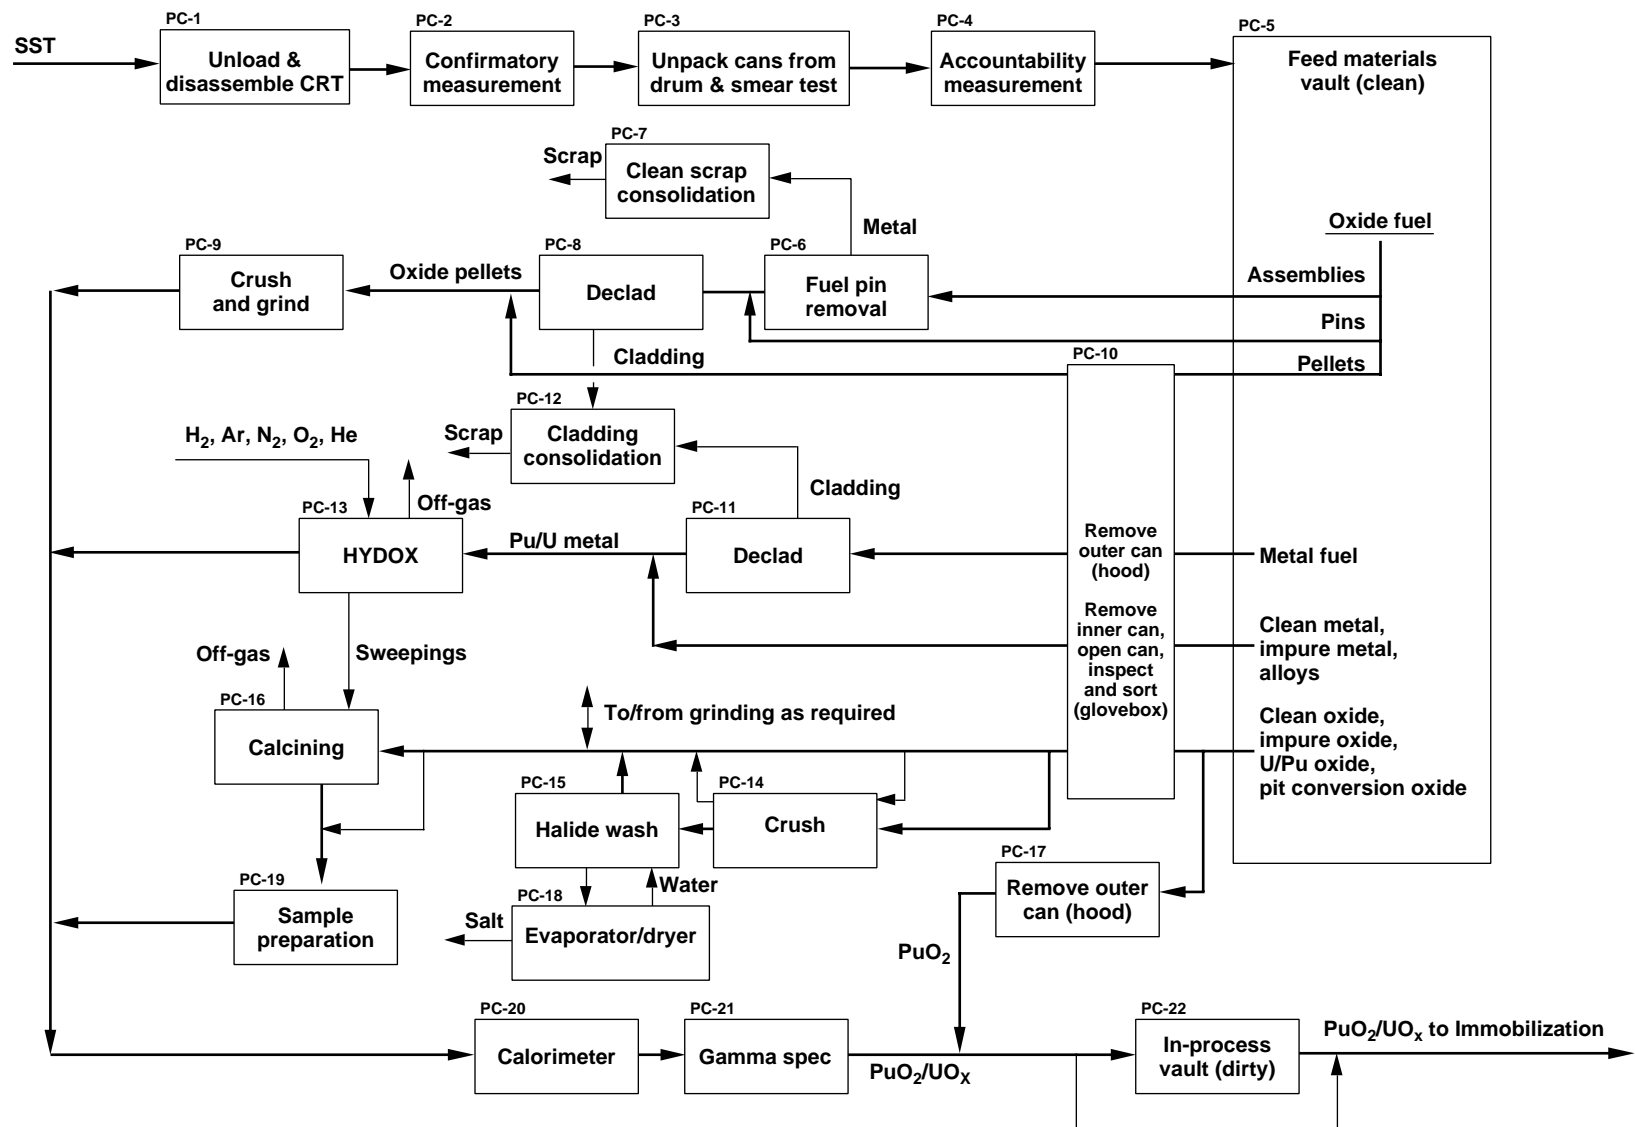 PC-1
PC-2
PC-3
PC-4
PC-5
SST
Unload &
disassemble CRT
Confirmatory
measurement
Unpack cans from
drum & smear test
Accountability
measurement
Feed materials
vault (clean)
PC-7
Scrap
Clean scrap
consolidation
Metal
Oxide fuel
PC-9
PC-8
PC-6
Crush
and grind
Oxide pellets
Declad
Fuel pin
removal
Assemblies
Pins
Cladding
PC-10
Pellets
PC-12
H2, Ar, N2, O2, He
Scrap
Cladding
consolidation
Cladding
Off-gas
PC-13
PC-11
HYDOX
Pu/U metal
Declad
Remove
outer can
(hood)
Metal fuel
Remove
inner can,
open can,
inspect
and sort
(glovebox)
Clean metal,
impure metal,
alloys
Off-gas
Sweepings
PC-16
Calcining
To/from grinding as required
Clean oxide,
impure oxide,
U/Pu oxide,
pit conversion oxide
PC-15
PC-14
Halide wash
Crush
PC-17
Remove outer
can (hood)
PC-19
Sample
preparation
PC-18
Water
Salt
Evaporator/dryer
PuO2
PC-20
PC-21
PC-22
Calorimeter
Gamma spec
PuO2/UOX
In-process
vault (dirty)
PuO2/UOx to Immobilization